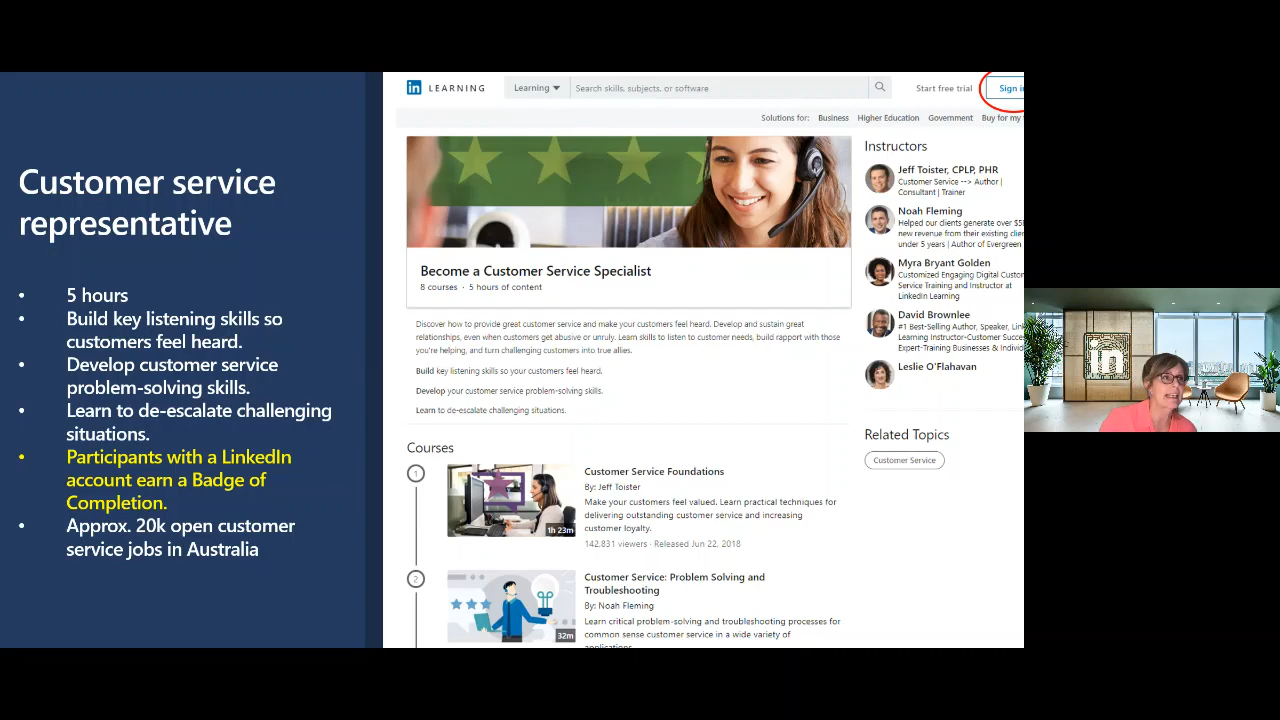 Customer service
representative
• 5 hours
• Build key listening skills so
customers feel heard.
• Develop customer service
problem-solving skills.
• Learn to de-escalate challenging
situations.
• Participants with a LinkedIn
account earn a Badge of
Completion.
• Approx. 20k open customer
service jobs in Australia
in LEARNING
Learning
Search skills, subjects, or software
Start free trial
Sign in
Solutions for: Business Higher Education Government Buy for my
Become a Customer Service Specialist
8 courses · 5 hours of content
Discover how to provide great customer service and make your customers feel heard. Develop and sustain great
relationships, even when customers get abusive or unruly. Learn skills to listen to customer needs, build rapport with those
you're helping, and turn challenging customers into true allies.
Build key listening skills so your customers feel heard.
Develop your customer service problem-solving skills.
Learn to de-escalate challenging situations.
Courses
1
1h 23m
Customer Service Foundations
By: Jeff Toister
Make your customers feel valued. Learn practical techniques for
delivering outstanding customer service and increasing
customer loyalty.
142,831 viewers · Released Jun 22, 2018
2
32m
Customer Service: Problem Solving and
Troubleshooting
By: Noah Fleming
Learn critical problem-solving and troubleshooting processes for
common sense customer service in a wide variety of
applications.
Instructors
Jeff Toister, CPLP, PHR
Customer Service --> Author |
Consultant | Trainer
Noah Fleming
Helped our clients generate over
new revenue from their existing
under 5 years | Author of Evergreen
Myra Bryant Golden
Customized Engaging Digital
Service Training and Instructor at
LinkedIn Learning
David Brownlee
#1 Best-Selling Author, Speaker,
Learning Instructor-Customer
Expert-Training Businesses &
Leslie O'Flahavan
Related Topics
Customer Service
in